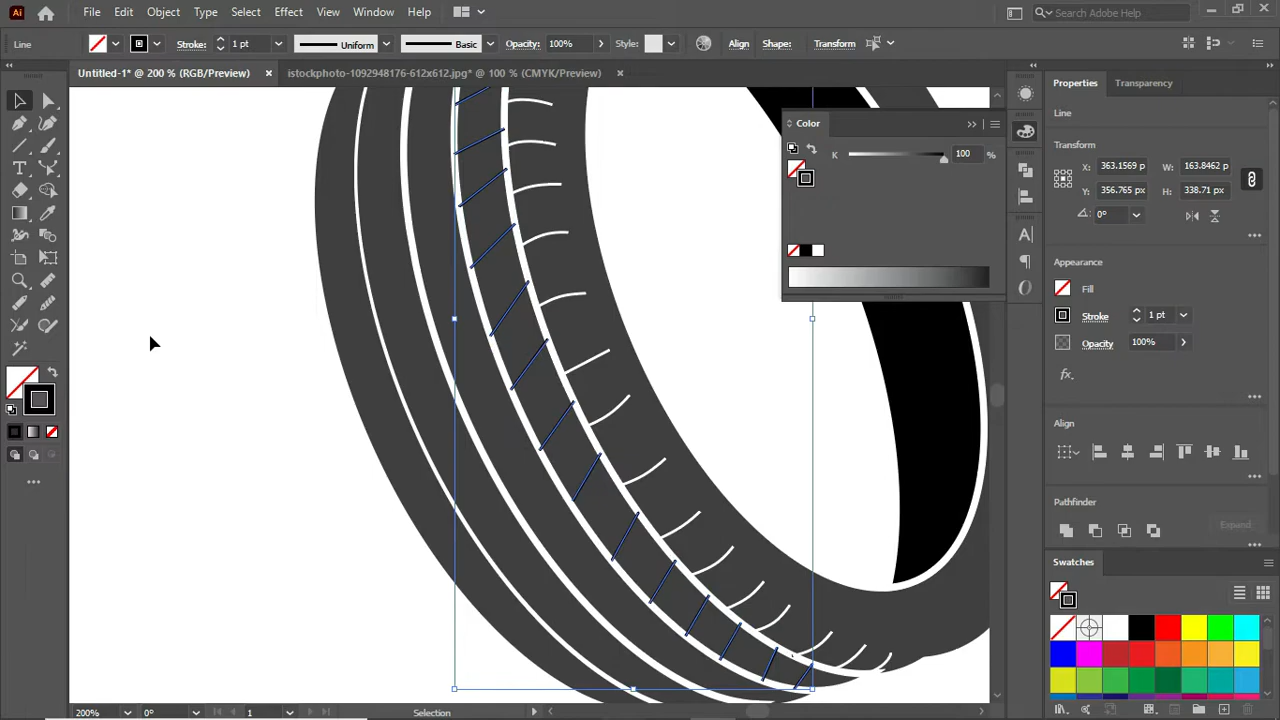 Ai File Edit Object Type Select Effect View Window Help Search Adobe Help
Line Stroke: 1 pt Uniform Basic Opacity: 100% Style: Align Shape: Transform
Untitled-1* @ 200 % (RGB/Preview) × istockphoto-1092948176-612x612.jpg* @ 100 % (CMYK/Preview) ×
Properties Transparency
Line
Color
K 100 %
Transform
X: 363.1569 p W: 163.8462 p
Y: 356.765 px H: 338.71 px
0°
Appearance
Fill
Stroke 1 pt
Opacity 100%
fx
Align
Pathfinder
Expand
Swatches
200% 0° 1 Selection